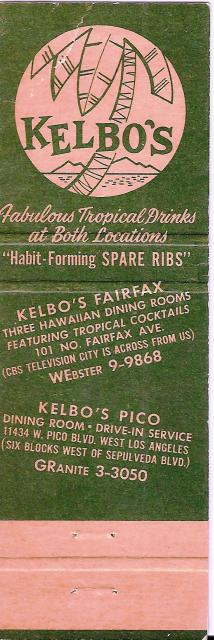 KELBO'S
Fabulous Tropical Drinks
at Both Locations
"Habit-Forming SPARE RIBS"
KELBO'S FAIRFAX
THREE HAWAIIAN DINING ROOMS
FEATURING TROPICAL COCKTAILS
101 NO. FAIRFAX AVE.
(CBS TELEVISION CITY IS ACROSS FROM US)
WEBSTER 9-9868
KELBO'S PICO
DINING ROOM • DRIVE-IN SERVICE
11434 W. PICO BLVD. WEST LOS ANGELES
(SIX BLOCKS WEST OF SEPULVEDA BLVD.)
GRANITE 3-3050